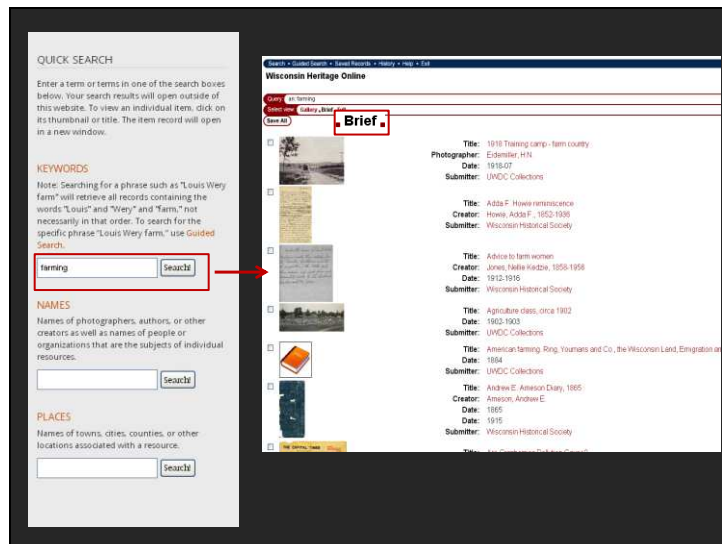 QUICK SEARCH
Enter a term or terms in one of the search boxes
below. Your search results will open outside of
this website. To view an individual item, click on
its thumbnail or title. The item record will open
in a new window.
KEYWORDS
Note: Searching for a phrase such as "Louis Wery
farm" will retrieve all records containing the
words "Louis" and "Wery" and "farm," not
necessarily in that order. To search for the
specific phrase "Louis Wery farm," use Guided
Search.
farming
Search!
NAMES
Names of photographers, authors, or other
creators as well as names of people or
organizations that are the subjects of individual
resources.
Search!
PLACES
Names of towns, cities, counties, or other
locations associated with a resource.
Search!
Search • Guided Search • Saved Records • History • Help • Exit
Wisconsin Heritage Online
Query an: farming
Select view Gallery Brief
Save All
Brief
Title: 1918 Training camp - farm country
Photographer: Eidemiller, H.N.
Date: 1918-07
Submitter: UWDC Collections
Title: Adda F. Howie reminiscence
Creator: Howie, Adda F., 1852-1936
Submitter: Wisconsin Historical Society
Title: Advice to farm women
Creator: Jones, Nellie Kedzie, 1858-1956
Date: 1912-1916
Submitter: Wisconsin Historical Society
Title: Agriculture class, circa 1902
Date: 1902-1903
Submitter: UWDC Collections
Title: American farming. Ring, Youmans and Co., the Wisconsin Land, Emigration an
Date: 1884
Submitter: UWDC Collections
Title: Andrew E. Ameson Diary, 1865
Creator: Ameson, Andrew E.
Date: 1865
Date: 1915
Submitter: Wisconsin Historical Society
THE CAPITAL TIMES